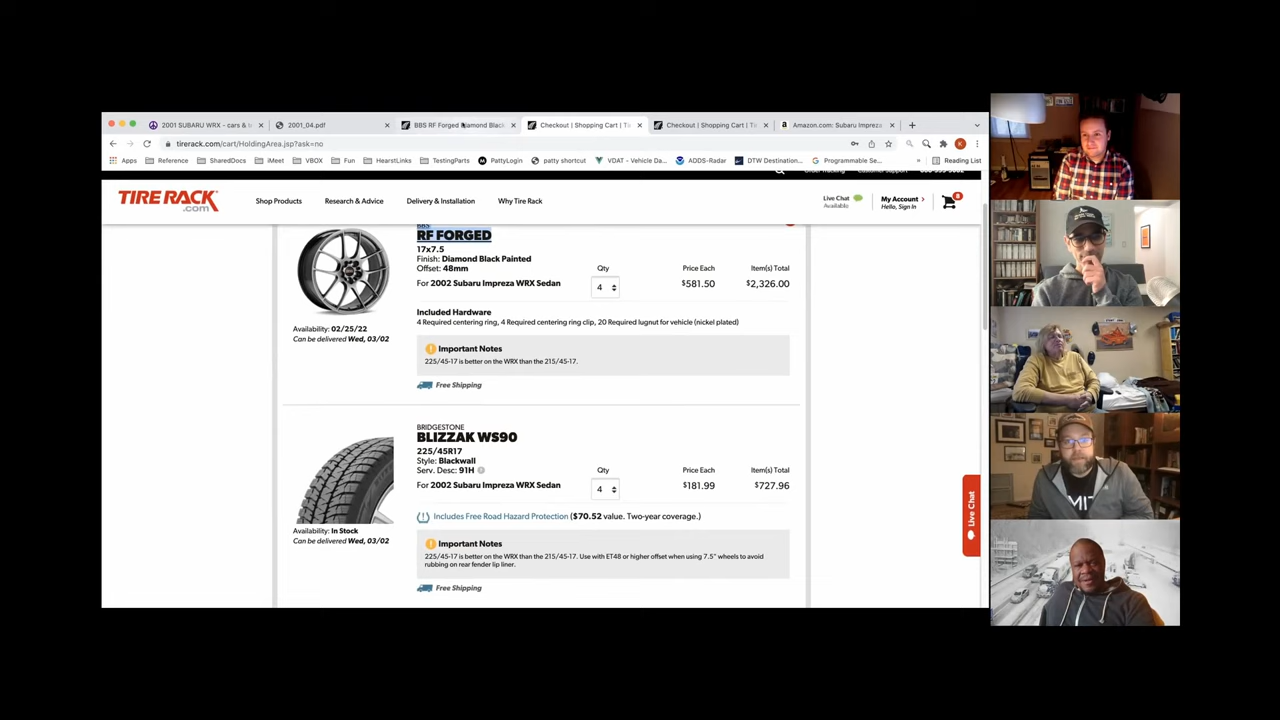 2001 SUBARU WRX - cars & t
2001_04.pdf
BBS RF Forged Diamond Black
Checkout | Shopping Cart | Ti
Checkout | Shopping Cart | Ti
Amazon.com: Subaru Impreza
tirerack.com/cart/HoldingArea.jsp?ask=no
Apps
Reference
SharedDocs
iMeet
VBOX
Fun
HearstLinks
TestingParts
PattyLogin
patty shortcut
VDAT - Vehicle Da...
ADDS-Radar
DTW Destination...
Programmable Se...
»
Reading List
TIRE RACK
.com
Shop Products
Research & Advice
Delivery & Installation
Why Tire Rack
Live Chat
Available
My Account
Hello, Sign In
BBS
RF FORGED
17x7.5
Finish: Diamond Black Painted
Offset: 48mm
For 2002 Subaru Impreza WRX Sedan
Qty
4
Price Each
$581.50
Item(s) Total
$2,326.00
Availability: 02/25/22
Can be delivered Wed, 03/02
Included Hardware
4 Required centering ring, 4 Required centering ring clip, 20 Required lugnut for vehicle (nickel plated)
Important Notes
225/45-17 is better on the WRX than the 215/45-17.
Free Shipping
BRIDGESTONE
BLIZZAK WS90
225/45R17
Style: Blackwall
Serv. Desc: 91H
For 2002 Subaru Impreza WRX Sedan
Qty
4
Price Each
$181.99
Item(s) Total
$727.96
Availability: In Stock
Can be delivered Wed, 03/02
Includes Free Road Hazard Protection ($70.52 value. Two-year coverage.)
Important Notes
225/45-17 is better on the WRX than the 215/45-17. Use with ET48 or higher offset when using 7.5" wheels to avoid
rubbing on rear fender lip liner.
Free Shipping
Live Chat